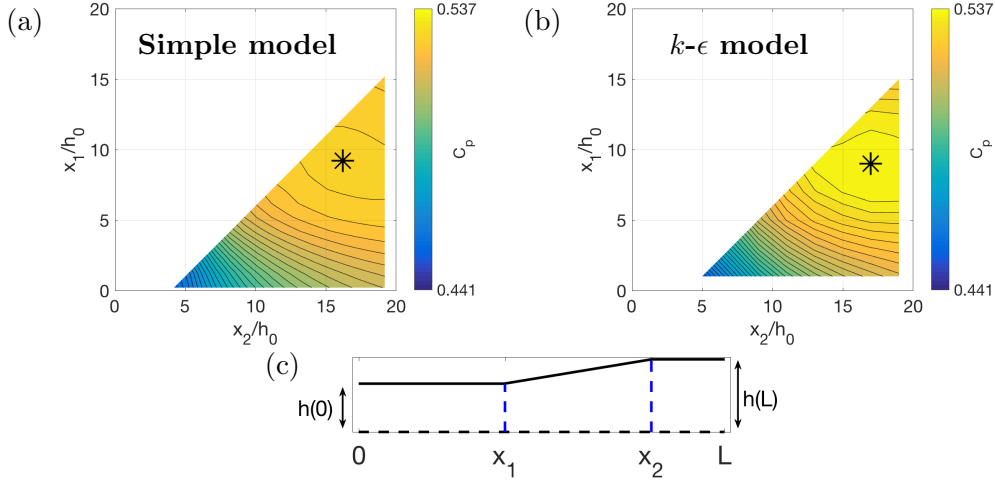 (a)
Simple model
20
15
10
5
0
x1/h0
0 5 10 15 20
x2/h0
0.537
Cp
0.441
(b)
k-ϵ model
20
15
10
5
0
x1/h0
0 5 10 15 20
x2/h0
0.537
Cp
0.441
(c)
h(0)
h(L)
0 x1 x2 L